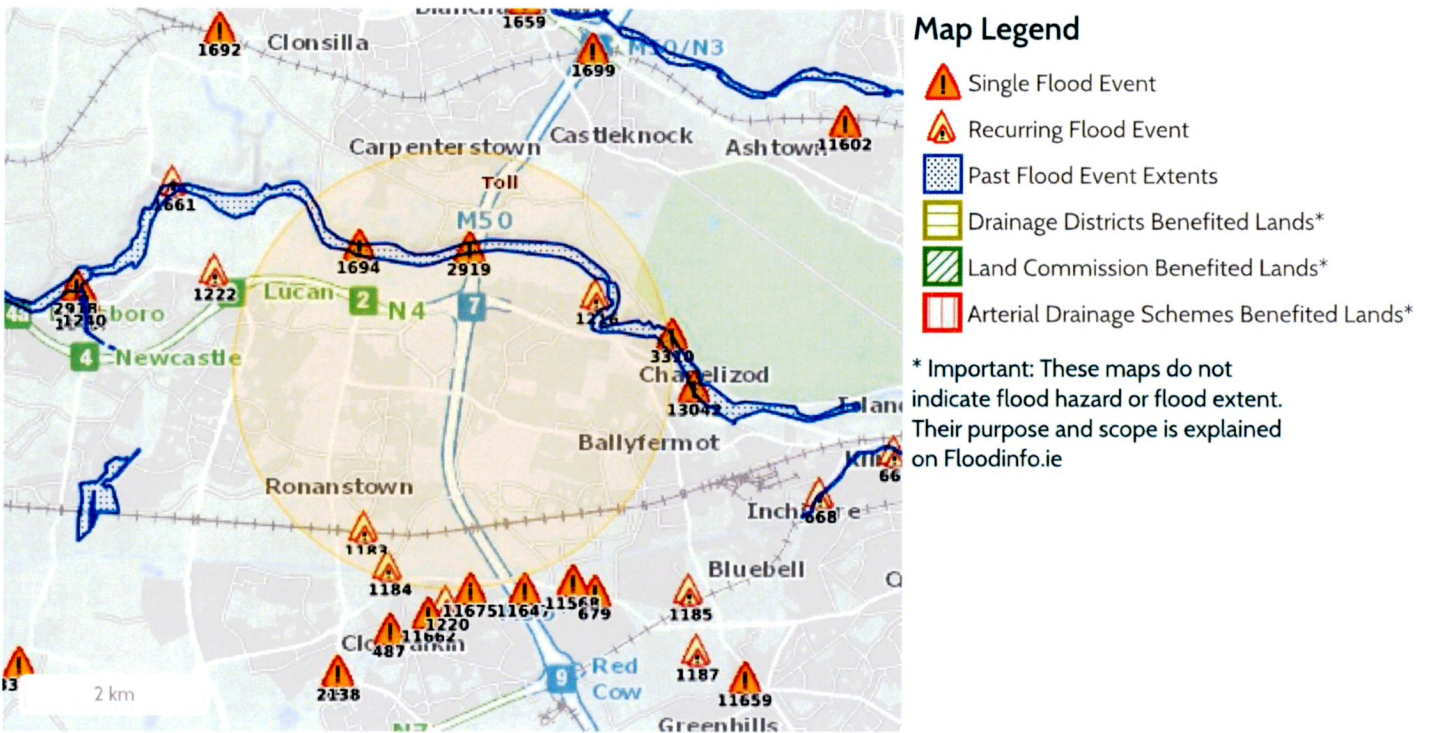 1659
1692
Clonsilla
M50/N3
1699
Castleknock
Carpenterstown
Ashtown
11602
Toll
M50
1694
2919
1222
Lucan
2
N4
7
1240
4
Newcastle
Chapelizod
13042
Ballyfermot
Ronanstown
668
1183
1184
Bluebell
11675
11647
11568
679
1185
1220
11662
487
2138
9
Red
Cow
1187
11659
2 km
N7
Greenhills
Map Legend
Single Flood Event
Recurring Flood Event
Past Flood Event Extents
Drainage Districts Benefited Lands*
Land Commission Benefited Lands*
Arterial Drainage Schemes Benefited Lands*
* Important: These maps do not
indicate flood hazard or flood extent.
Their purpose and scope is explained
on Floodinfo.ie